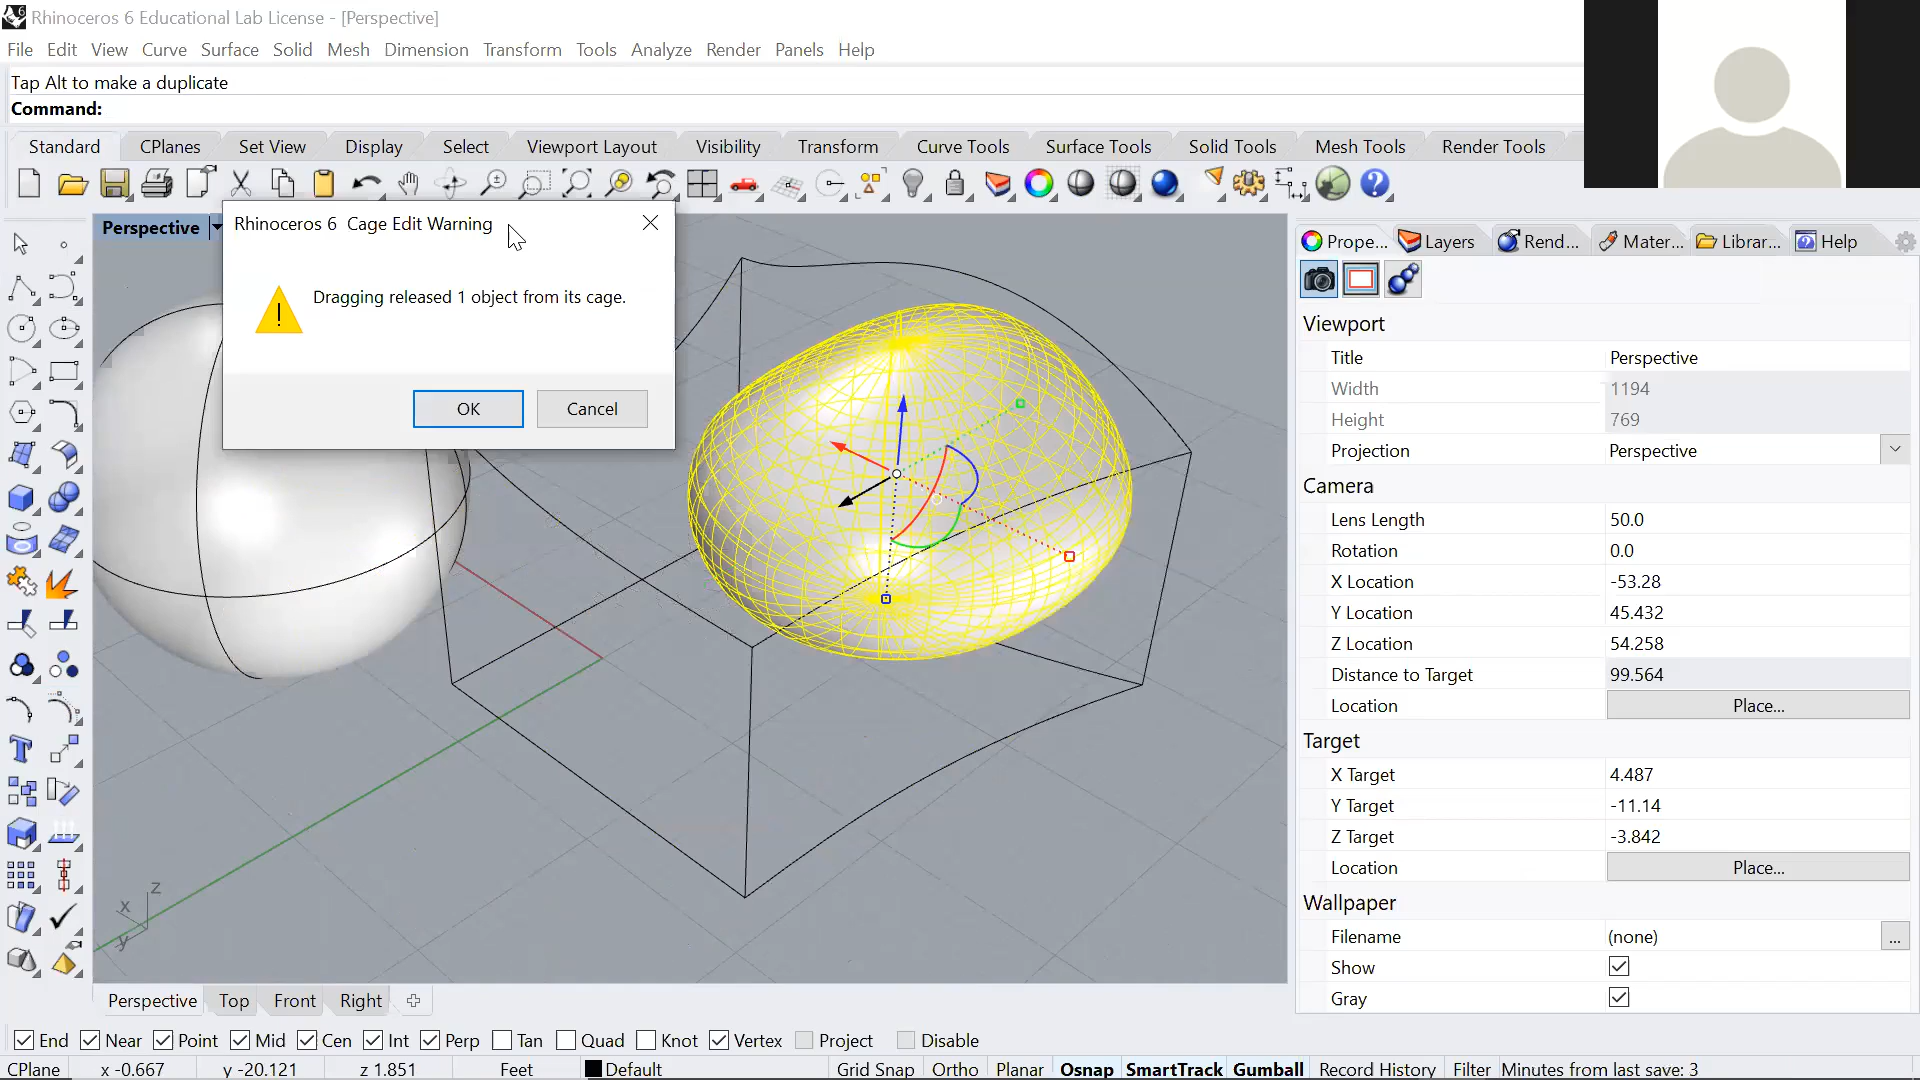 Rhinoceros 6 Educational Lab License - [Perspective]
File Edit View Curve Surface Solid Mesh Dimension Transform Tools Analyze Render Panels Help
Tap Alt to make a duplicate
Command:
Standard CPlanes Set View Display Select Viewport Layout Visibility Transform Curve Tools Surface Tools Solid Tools Mesh Tools Render Tools
Perspective
Rhinoceros 6 Cage Edit Warning
Dragging released 1 object from its cage.
OK Cancel
Prope... Layers Rend... Mater... Librar... Help
Viewport
Title Perspective
Width 1194
Height 769
Projection Perspective
Camera
Lens Length 50.0
Rotation 0.0
X Location -53.28
Y Location 45.432
Z Location 54.258
Distance to Target 99.564
Location Place...
Target
X Target 4.487
Y Target -11.14
Z Target -3.842
Location Place...
Wallpaper
Filename (none) ...
Show
Gray
z
x
y
Perspective Top Front Right
End Near Point Mid Cen Int Perp Tan Quad Knot Vertex Project Disable
CPlane x -0.667 y -20.121 z 1.851 Feet Default Grid Snap Ortho Planar Osnap SmartTrack Gumball Record History Filter Minutes from last save: 3